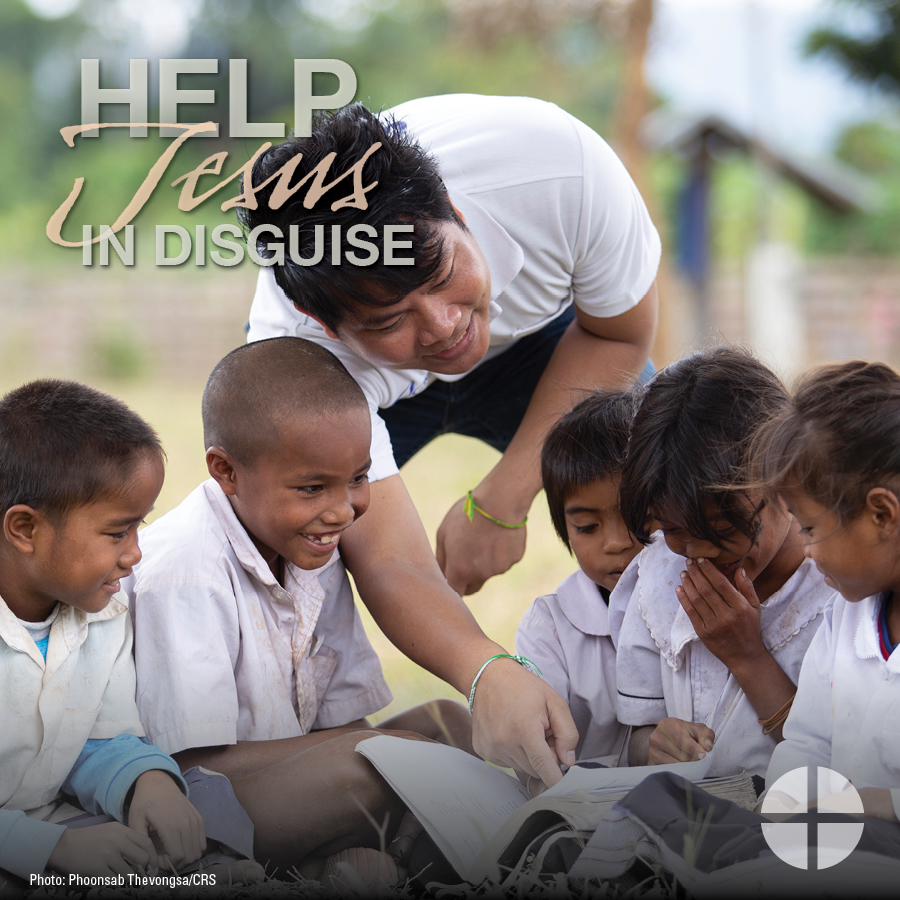 HELP
Jesus
IN DISGUISE
Photo: Phoonsab Thevongsa/CRS